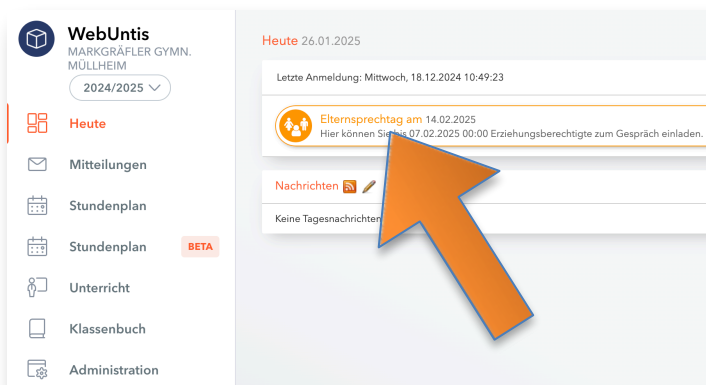 WebUntis
MARKGRÄFLER GYMN.
MÜLLHEIM
2024/2025
Heute
Mitteilungen
Stundenplan
Stundenplan BETA
Unterricht
Klassenbuch
Administration
Heute 26.01.2025
Letzte Anmeldung: Mittwoch, 18.12.2024 10:49:23
Elternsprechtag am 14.02.2025
Hier können Sie bis 07.02.2025 00:00 Erziehungsberechtigte zum Gespräch einladen.
Nachrichten
Keine Tagesnachrichten